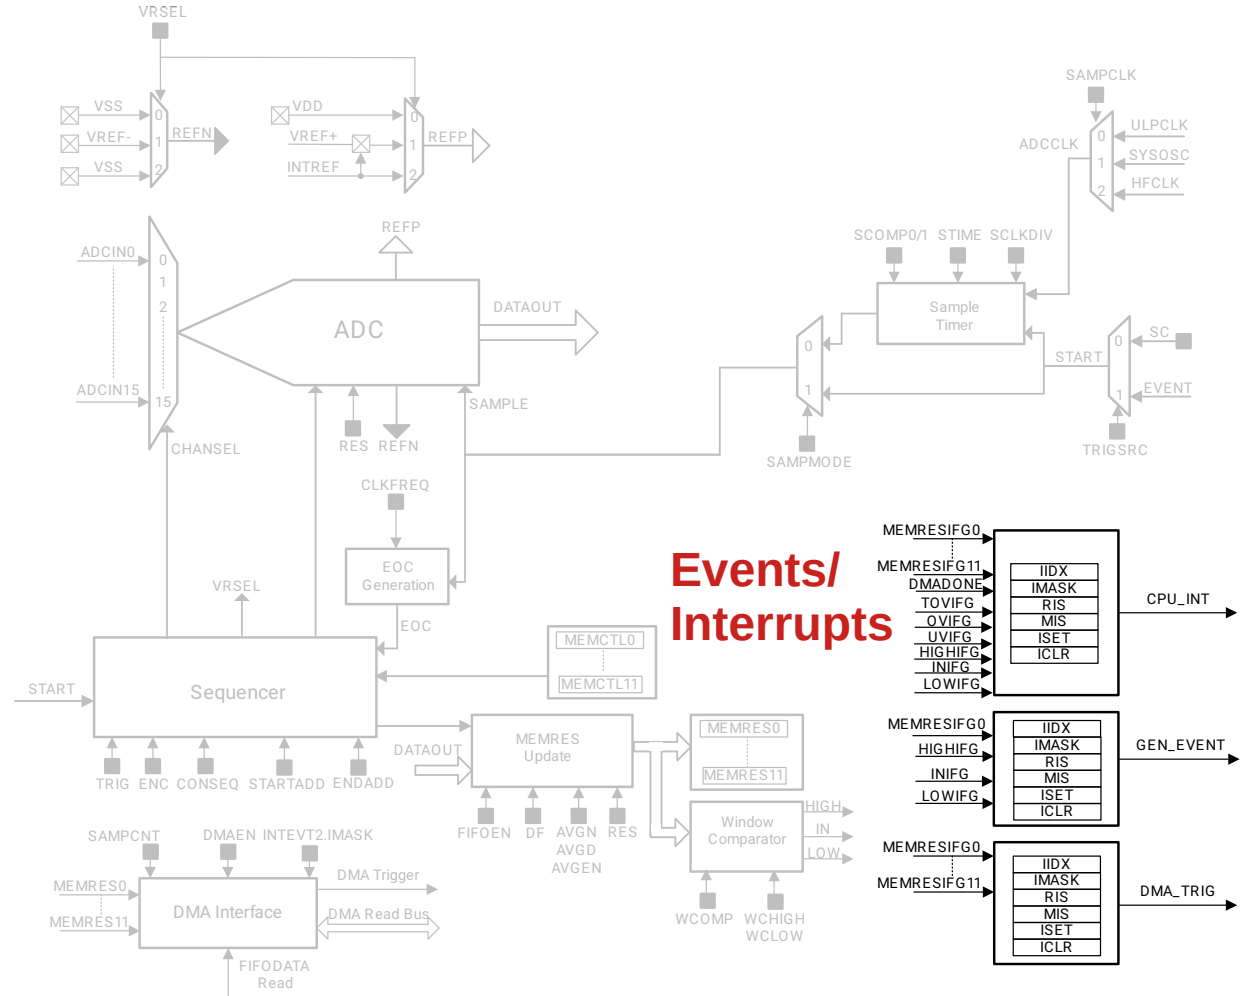 VRSEL
VSS
VREF-
VSS
0
1
2
REFN
VDD
VREF+
INTREF
0
1
2
REFP
SAMPCLK
ADCCLK
0
1
2
ULPCLK
SYSOSC
HFCLK
ADCIN0
ADCIN15
0
1
2
15
CHANSEL
REFP
ADC
DATAOUT
RES
REFN
SAMPLE
SCOMP0/1
STIME
SCLKDIV
Sample
Timer
0
1
SAMPMODE
START
0
1
SC
EVENT
TRIGSRC
CLKFREQ
EOC
Generation
EOC
VRSEL
START
Sequencer
TRIG
ENC
CONSEQ
STARTADD
ENDADD
MEMCTL0
MEMCTL11
DATAOUT
MEMRES
Update
FIFOEN
DF
AVGN
AVGD
AVGEN
RES
MEMRES0
MEMRES11
Window
Comparator
HIGH
IN
LOW
WCOMP
WCHIGH
WCLOW
SAMPCNT
DMAEN
INTEVT2.IMASK
MEMRES0
MEMRES11
DMA Interface
DMA Trigger
DMA Read Bus
FIFODATA
Read
Events/
Interrupts
MEMRESIFG0
MEMRESIFG11
DMADONE
TOVIFG
OVIFG
UVIFG
HIGHIFG
INIFG
LOWIFG
IIDX
IMASK
RIS
MIS
ISET
ICLR
CPU_INT
MEMRESIFG0
HIGHIFG
INIFG
LOWIFG
IIDX
IMASK
RIS
MIS
ISET
ICLR
GEN_EVENT
MEMRESIFG0
MEMRESIFG11
IIDX
IMASK
RIS
MIS
ISET
ICLR
DMA_TRIG